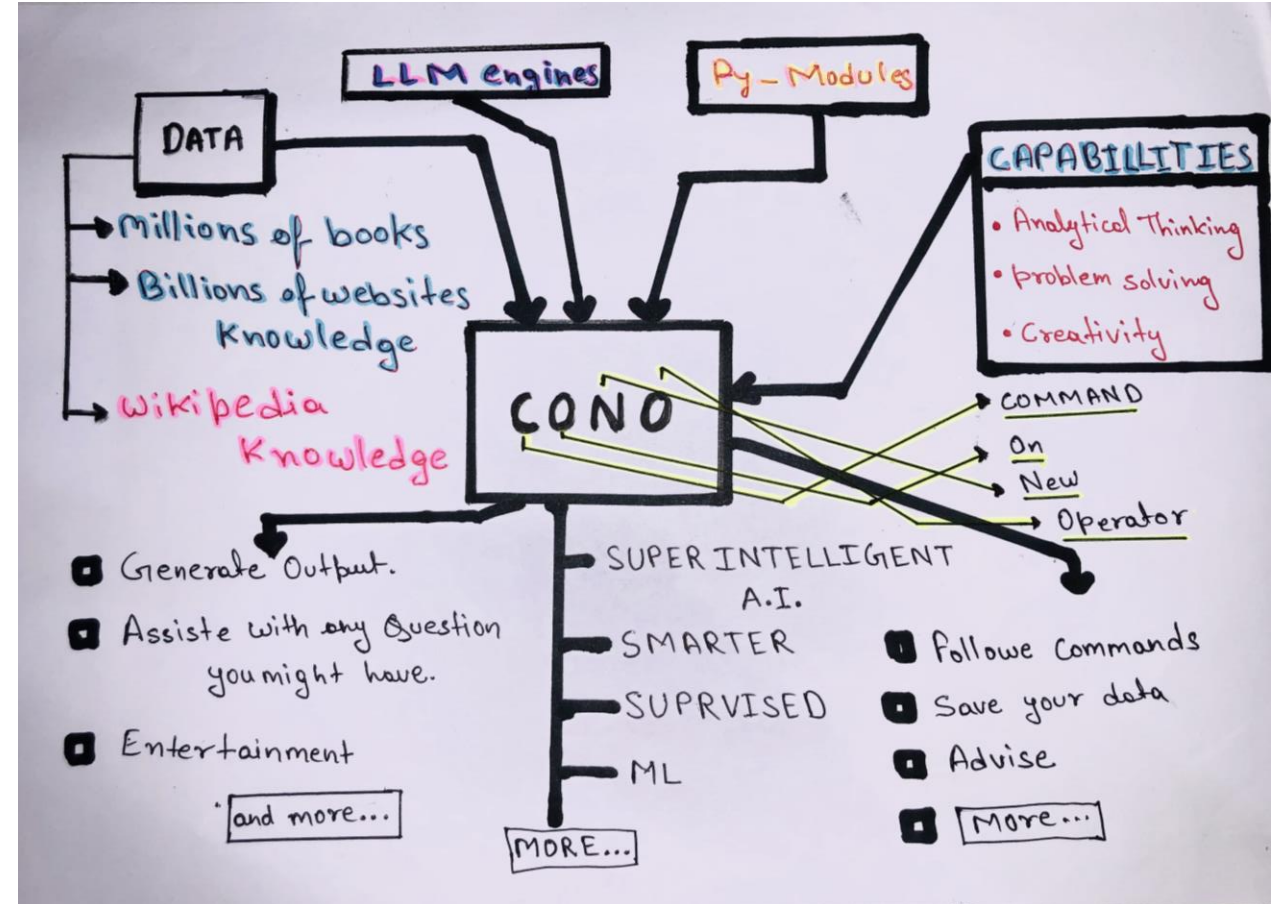 LLM engines
Py-Modules
DATA
CAPABILLITIES
• Analytical Thinking
• problem solving
• Creativity
Millions of books
Billions of websites
Knowledge
Wikipedia
Knowledge
CONO
COMMAND
On
New
Operator
Generate Output.
Assiste with any Question
you might have.
Entertainment
and more...
SUPER INTELLIGENT
A.I.
SMARTER
SUPRVISED
ML
MORE...
Followe Commands
Save your data
Advise
More...